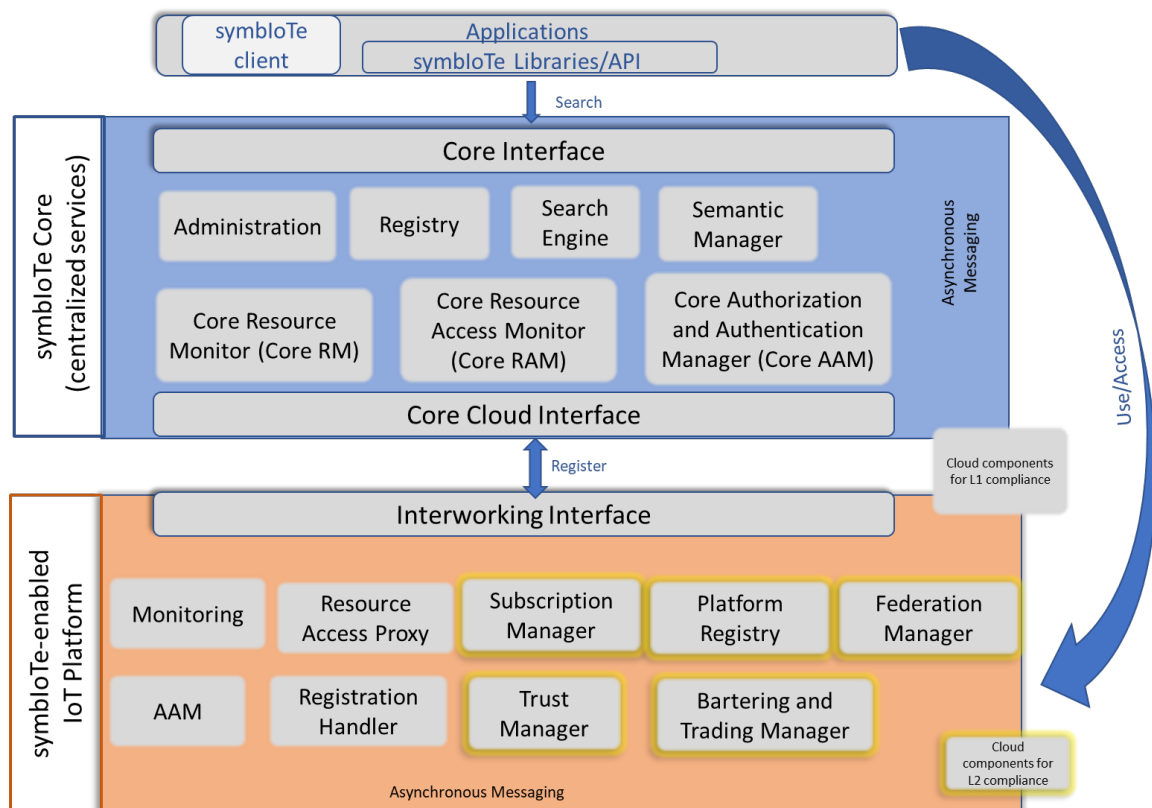 symbIoTe
client
Applications
symbIoTe Libraries/API
Search
symbIoTe Core
(centralized services)
Core Interface
Administration
Registry
Search
Engine
Semantic
Manager
Asynchronous
Messaging
Core Resource
Monitor (Core RM)
Core Resource
Access Monitor
(Core RAM)
Core Authorization
and Authentication
Manager (Core AAM)
Core Cloud Interface
Use/Access
Register
Cloud components
for L1 compliance
symbIoTe-enabled
IoT Platform
Interworking Interface
Monitoring
Resource
Access Proxy
Subscription
Manager
Platform
Registry
Federation
Manager
AAM
Registration
Handler
Trust
Manager
Bartering and
Trading Manager
Cloud
components for
L2 compliance
Asynchronous Messaging